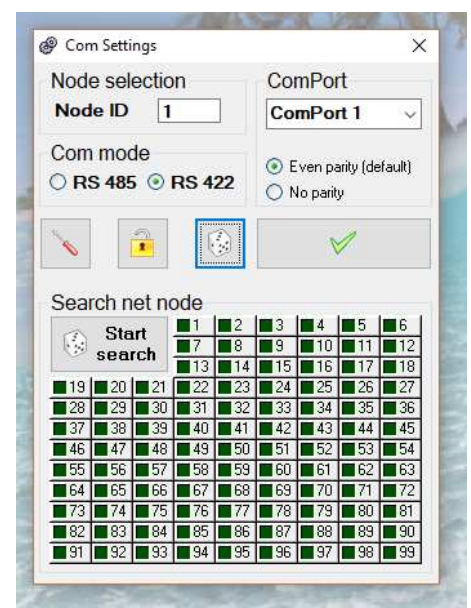 Com Settings
Node selection
Node ID 1
ComPort
ComPort 1
Com mode
RS 485 RS 422
Even parity (default)
No parity
Search net node
Start search
1 2 3 4 5 6
7 8 9 10 11 12
13 14 15 16 17 18
19 20 21 22 23 24 25 26 27
28 29 30 31 32 33 34 35 36
37 38 39 40 41 42 43 44 45
46 47 48 49 50 51 52 53 54
55 56 57 58 59 60 61 62 63
64 65 66 67 68 69 70 71 72
73 74 75 76 77 78 79 80 81
82 83 84 85 86 87 88 89 90
91 92 93 94 95 96 97 98 99